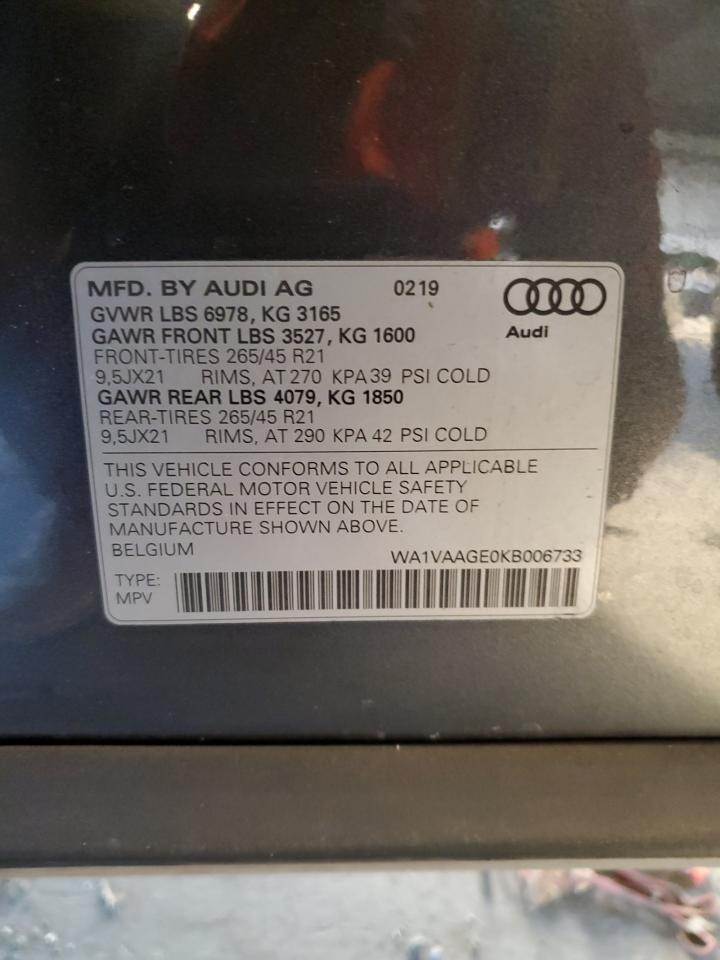 MFD. BY AUDI AG 0219
GVWR LBS 6978, KG 3165
GAWR FRONT LBS 3527, KG 1600
Audi
FRONT-TIRES 265/45 R21
9,5JX21 RIMS, AT 270 KPA 39 PSI COLD
GAWR REAR LBS 4079, KG 1850
REAR-TIRES 265/45 R21
9,5JX21 RIMS, AT 290 KPA 42 PSI COLD
THIS VEHICLE CONFORMS TO ALL APPLICABLE
U.S. FEDERAL MOTOR VEHICLE SAFETY
STANDARDS IN EFFECT ON THE DATE OF
MANUFACTURE SHOWN ABOVE.
BELGIUM WA1VAAGE0KB006733
TYPE:
MPV